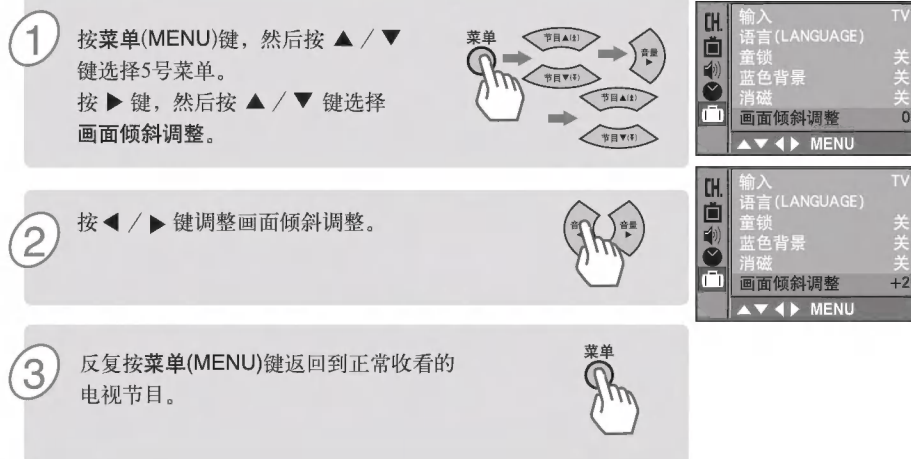 1
按菜单(MENU)键，然后按 ▲ / ▼
键选择5号菜单。
按 ▶ 键，然后按 ▲ / ▼ 键选择
画面倾斜调整。
菜单
节目▲(±)
节目▼(∓)
音量
▶
节目▲(±)
节目▼(∓)
CH.
输入 TV
语言(LANGUAGE)
童锁 关
蓝色背景 关
消磁 关
画面倾斜调整 0
▲▼ ◀▶ MENU
2
按 ◀ / ▶ 键调整画面倾斜调整。
音量
▶
CH.
输入 TV
语言(LANGUAGE)
童锁 关
蓝色背景 关
消磁 关
画面倾斜调整 +2
▲▼ ◀▶ MENU
3
反复按菜单(MENU)键返回到正常收看的
电视节目。
菜单